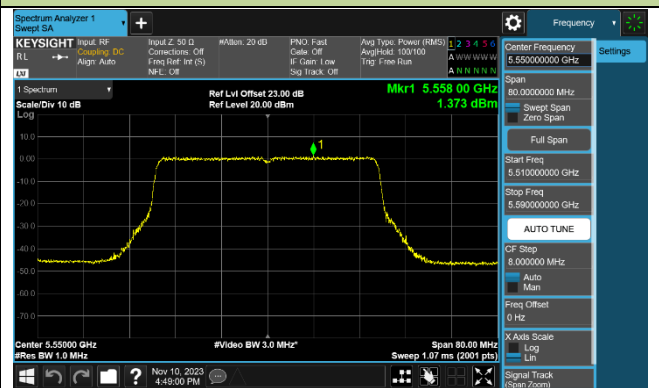 Spectrum Analyzer 1
Swept SA
+
Frequency
KEYSIGHT
RL
LXI
Input: RF
Coupling: DC
Align: Auto
Input Z: 50 Ω
Corrections: Off
Freq Ref: Int (S)
NFE: Off
#Atten: 20 dB
PNO: Fast
Gate: Off
IF Gain: Low
Sig Track: Off
Avg Type: Power (RMS)
Avg|Hold: 100/100
Trig: Free Run
1 2 3 4 5 6
A W W W W W
A N N N N N
1 Spectrum
Scale/Div 10 dB
Log
Ref Lvl Offset 23.00 dB
Ref Level 20.00 dBm
Mkr1 5.558 00 GHz
1.373 dBm
10.0
0.00
-10.0
-20.0
-30.0
-40.0
-50.0
-60.0
-70.0
1
Center 5.55000 GHz
#Res BW 1.0 MHz
#Video BW 3.0 MHz*
Span 80.00 MHz
Sweep 1.07 ms (2001 pts)
Center Frequency
5.550000000 GHz
Span
80.0000000 MHz
Swept Span
Zero Span
Full Span
Start Freq
5.510000000 GHz
Stop Freq
5.590000000 GHz
AUTO TUNE
CF Step
8.000000 MHz
Auto
Man
Freq Offset
0 Hz
X Axis Scale
Log
Lin
Signal Track
(Span Zoom)
Settings
?
Nov 10, 2023
4:49:00 PM